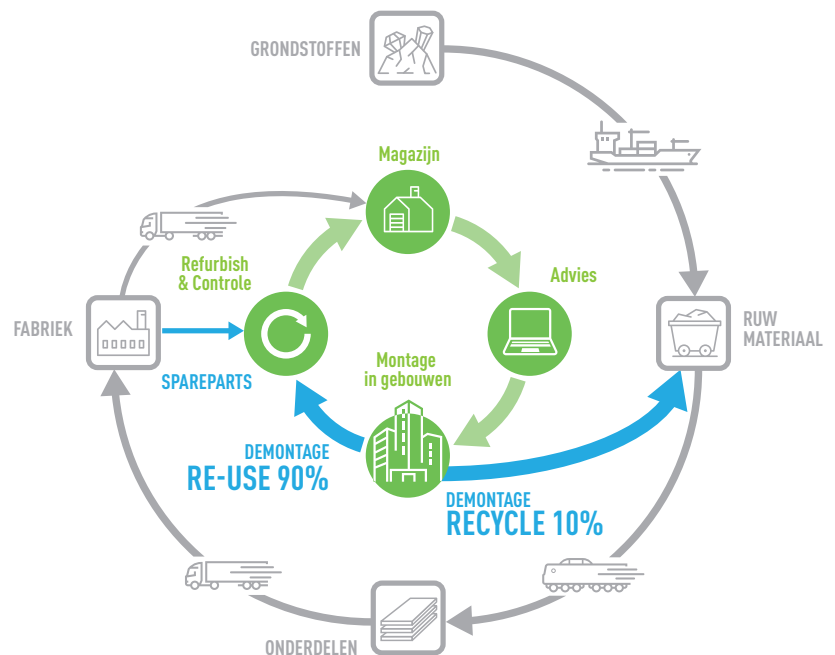 GRONDSTOFFEN
Magazijn
Refurbish
& Controle
Advies
FABRIEK
RUW
MATERIAAL
SPAREPARTS
Montage
in gebouwen
DEMONTAGE
RE-USE 90%
DEMONTAGE
RECYCLE 10%
ONDERDELEN